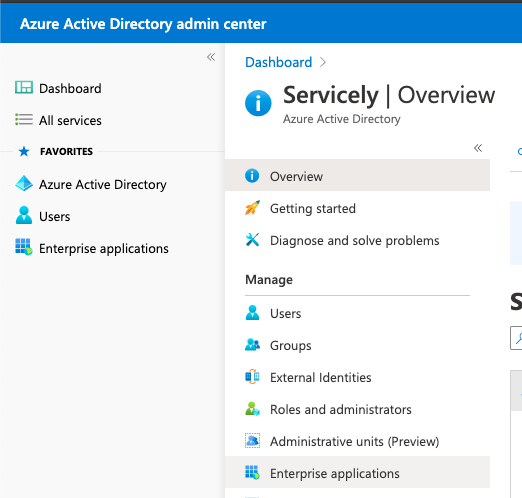 Azure Active Directory admin center
Dashboard
All services
FAVORITES
Azure Active Directory
Users
Enterprise applications
Dashboard
Servicely | Overview
Azure Active Directory
Overview
Getting started
Diagnose and solve problems
Manage
Users
Groups
External Identities
Roles and administrators
Administrative units (Preview)
Enterprise applications
S